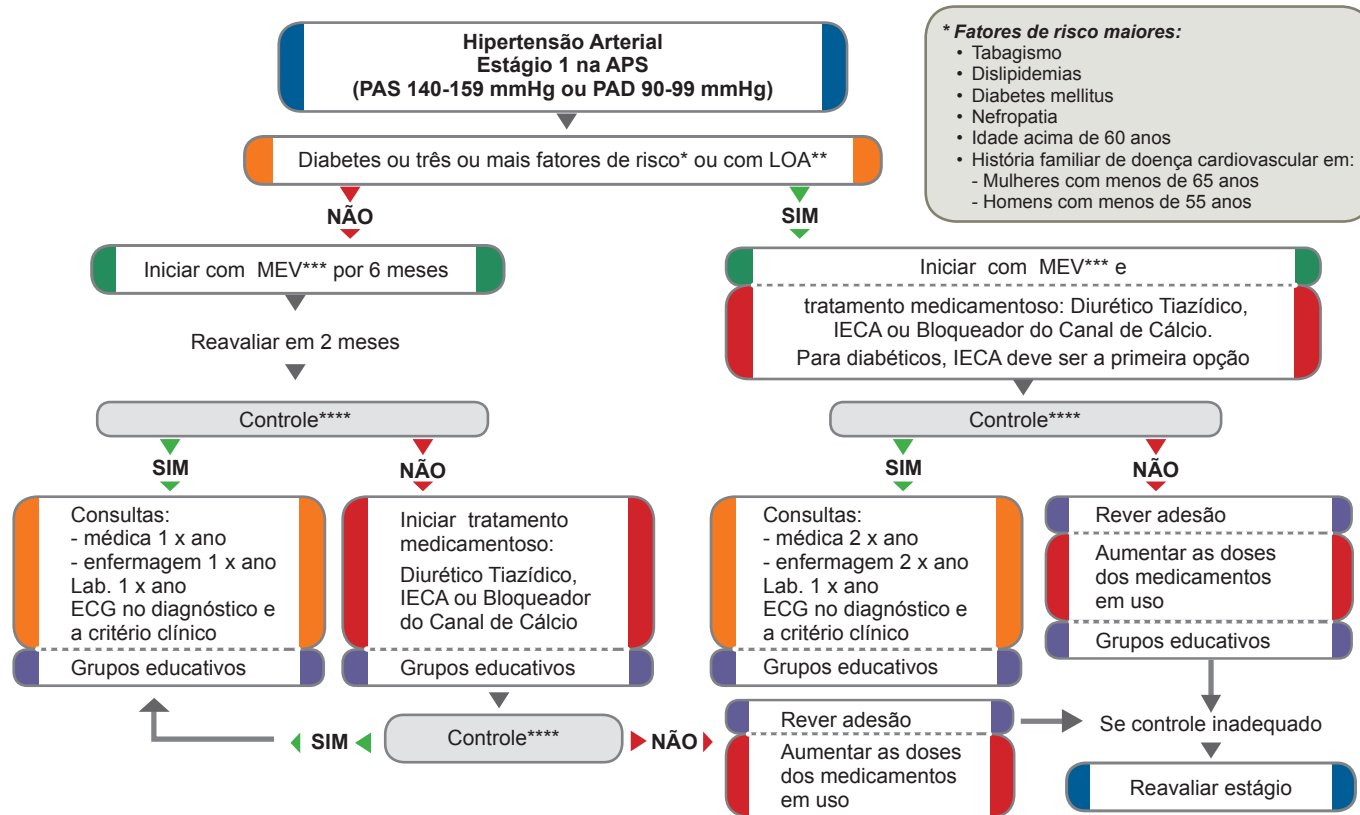 Hipertensão Arterial
Estágio 1 na APS
(PAS 140-159 mmHg ou PAD 90-99 mmHg)
* Fatores de risco maiores:
• Tabagismo
• Dislipidemias
• Diabetes mellitus
• Nefropatia
• Idade acima de 60 anos
• História familiar de doença cardiovascular em:
- Mulheres com menos de 65 anos
- Homens com menos de 55 anos
Diabetes ou três ou mais fatores de risco* ou com LOA**
NÃO
SIM
Iniciar com MEV*** por 6 meses
Reavaliar em 2 meses
Iniciar com MEV*** e
tratamento medicamentoso: Diurético Tiazídico,
IECA ou Bloqueador do Canal de Cálcio.
Para diabéticos, IECA deve ser a primeira opção
Controle****
SIM
NÃO
Controle****
SIM
NÃO
Consultas:
- médica 1 x ano
- enfermagem 1 x ano
Lab. 1 x ano
ECG no diagnóstico e
a critério clínico
Grupos educativos
Iniciar tratamento
medicamentoso:
Diurético Tiazídico,
IECA ou Bloqueador
do Canal de Cálcio
Grupos educativos
Consultas:
- médica 2 x ano
- enfermagem 2 x ano
Lab. 1 x ano
ECG no diagnóstico e
a critério clínico
Grupos educativos
Rever adesão
Aumentar as doses
dos medicamentos
em uso
Grupos educativos
SIM
Controle****
NÃO
Rever adesão
Aumentar as doses
dos medicamentos
em uso
Se controle inadequado
Reavaliar estágio